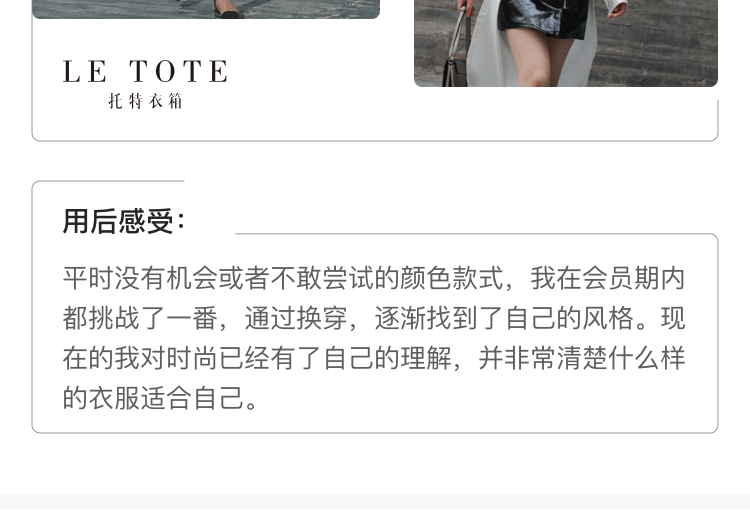 LE TOTE
托特衣箱
用后感受：
平时没有机会或者不敢尝试的颜色款式，我在会员期内
都挑战了一番，通过换穿，逐渐找到了自己的风格。现
在的我对时尚已经有了自己的理解，并非常清楚什么样
的衣服适合自己。